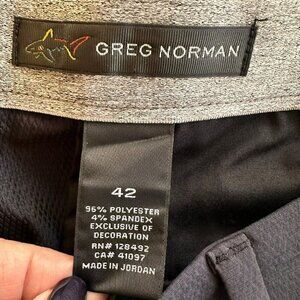 GREG NORMAN
42
96% POLYESTER
4% SPANDEX
EXCLUSIVE OF
DECORATION
RN# 128492
CA# 41097
MADE IN JORDAN